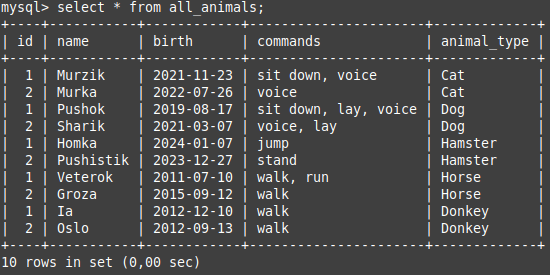 mysql> select * from all_animals;
+----+-----------+------------+----------------------+-------------+
| id | name      | birth      | commands             | animal_type |
+----+-----------+------------+----------------------+-------------+
|  1 | Murzik    | 2021-11-23 | sit down, voice      | Cat         |
|  2 | Murka     | 2022-07-26 | voice                | Cat         |
|  1 | Pushok    | 2019-08-17 | sit down, lay, voice | Dog         |
|  2 | Sharik    | 2021-03-07 | voice, lay           | Dog         |
|  1 | Homka     | 2024-01-07 | jump                 | Hamster     |
|  2 | Pushistik | 2023-12-27 | stand                | Hamster     |
|  1 | Veterok   | 2011-07-10 | walk, run            | Horse       |
|  2 | Groza     | 2015-09-12 | walk                 | Horse       |
|  1 | Ia        | 2012-12-10 | walk                 | Donkey      |
|  2 | Oslo      | 2012-09-13 | walk                 | Donkey      |
+----+-----------+------------+----------------------+-------------+
10 rows in set (0,00 sec)